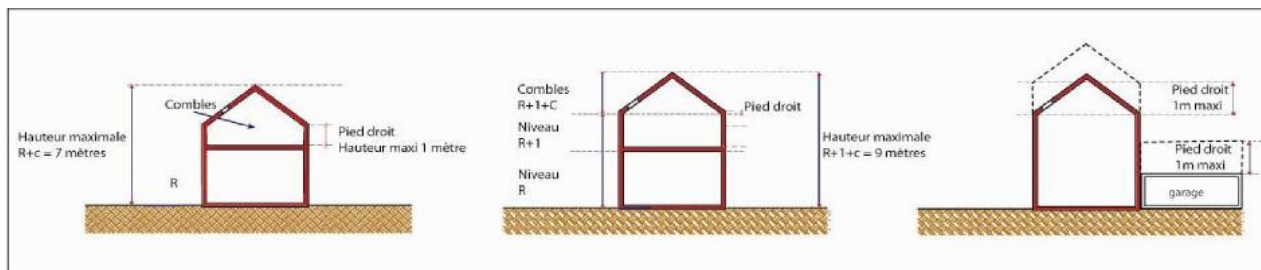 Combles
Pied droit
Hauteur maxi 1 mètre
Hauteur maximale
R+c = 7 mètres
R
Combles
R+1+C
Niveau
R+1
Niveau
R
Pied droit
Hauteur maximale
R+1+c = 9 mètres
Pied droit
1m maxi
Pied droit
1m maxi
garage